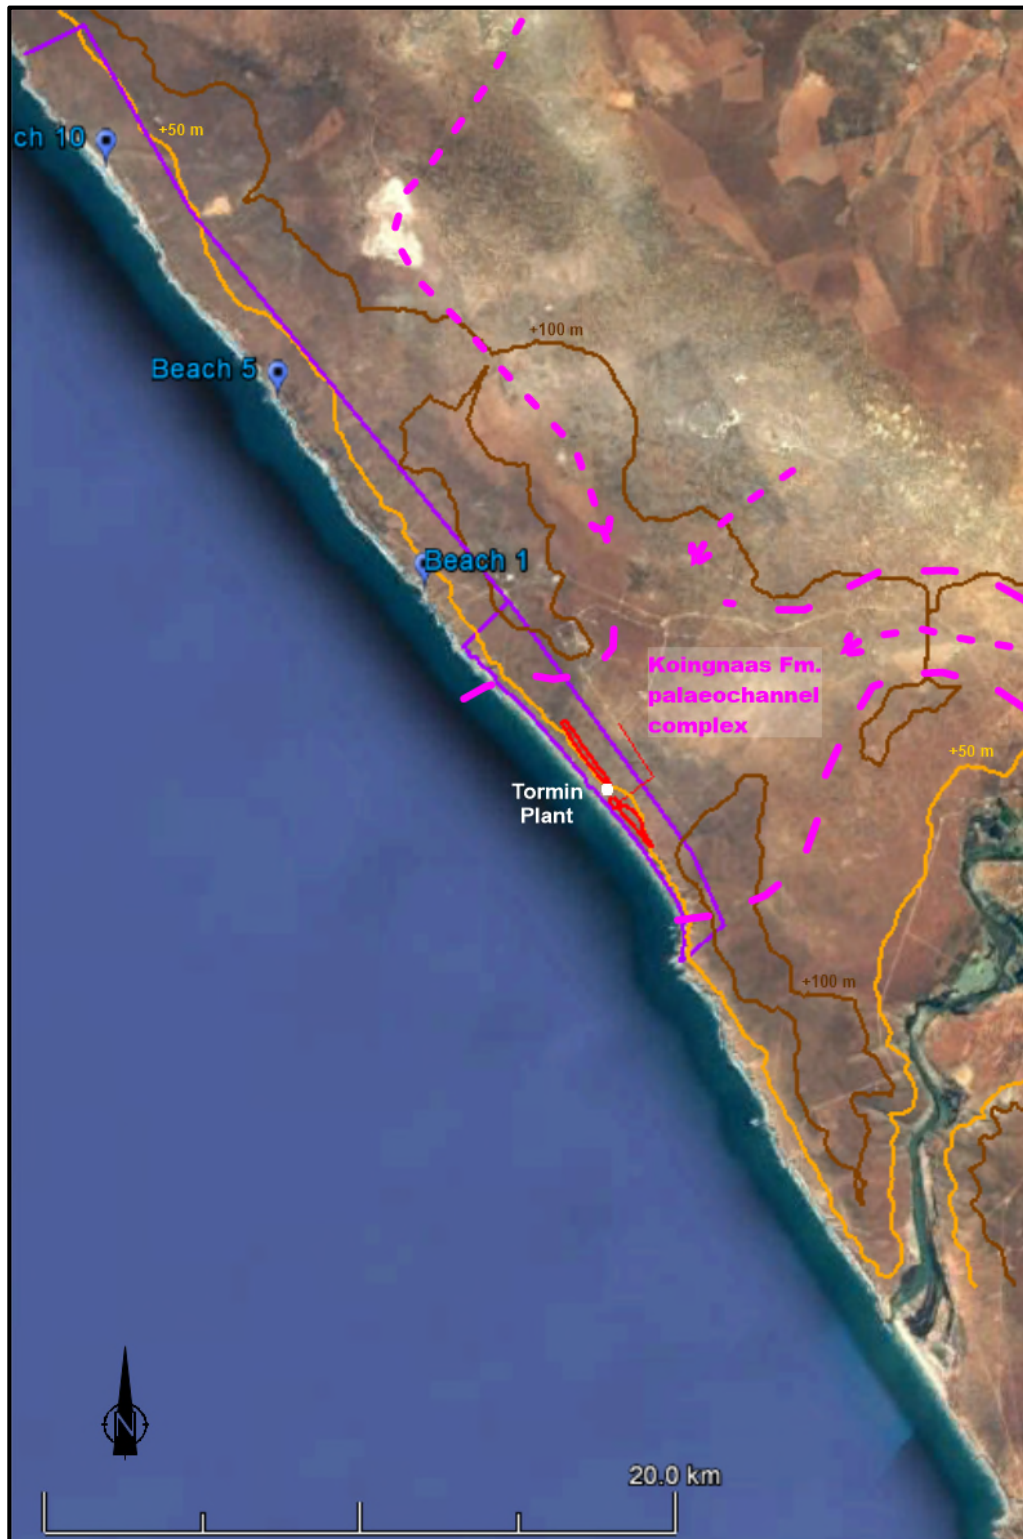 +50 m
ch 10
+100 m
Beach 5
Beach 1
Koingnaas Fm.
palaeochannel
complex
+50 m
Tormin
Plant
+100 m
N
20.0 km